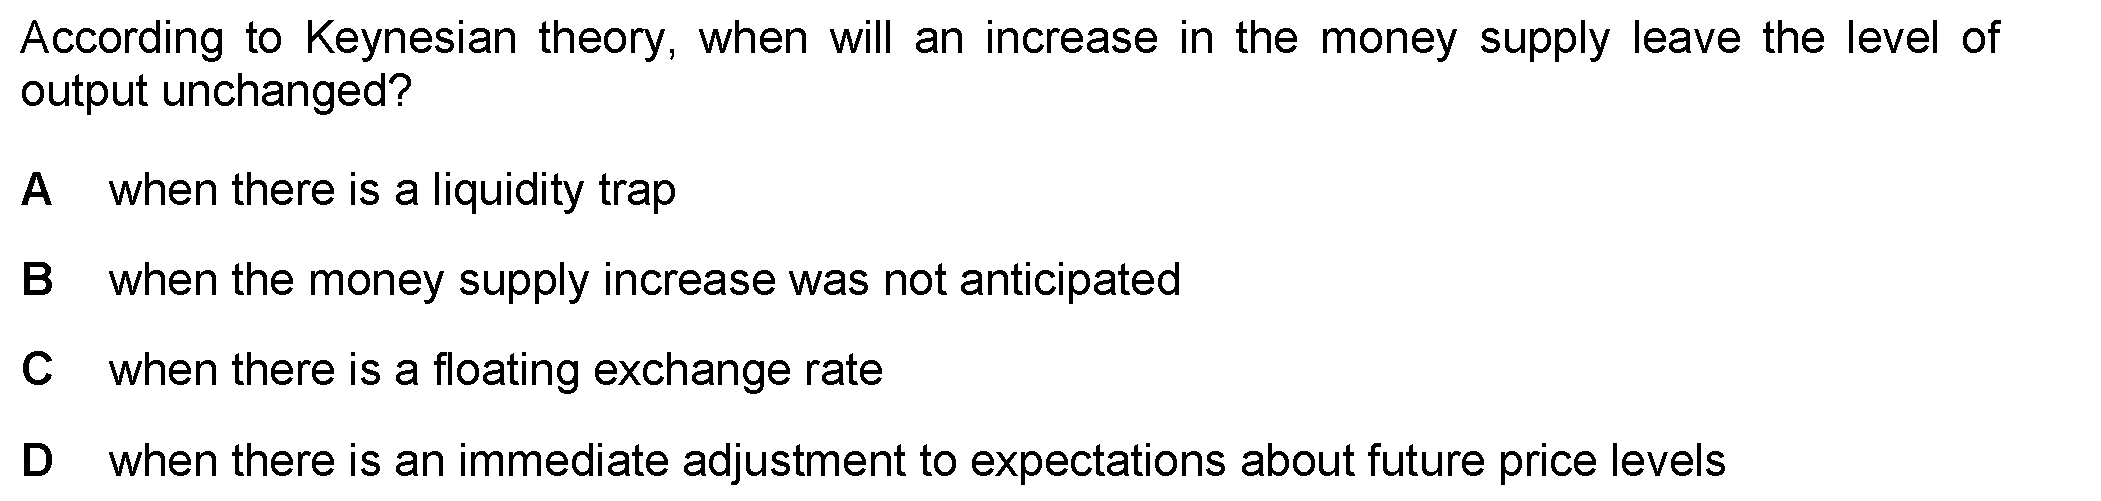 According to Keynesian theory, when will an increase in the money supply leave the level of
output unchanged?
A when there is a liquidity trap
B when the money supply increase was not anticipated
C when there is a floating exchange rate
D when there is an immediate adjustment to expectations about future price levels